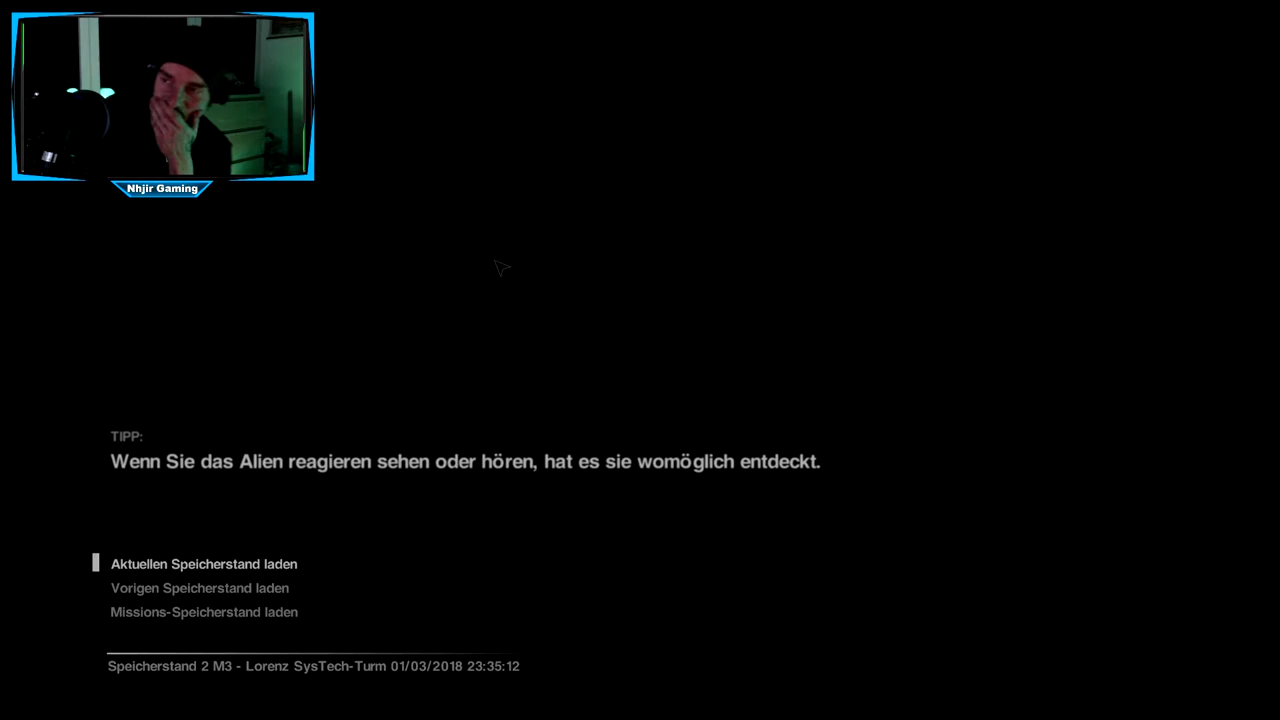 Nhjir Gaming
TIPP:
Wenn Sie das Alien reagieren sehen oder hören, hat es sie womöglich entdeckt.
Aktuellen Speicherstand laden
Vorigen Speicherstand laden
Missions-Speicherstand laden
Speicherstand 2 M3 - Lorenz SysTech-Turm 01/03/2018 23:35:12